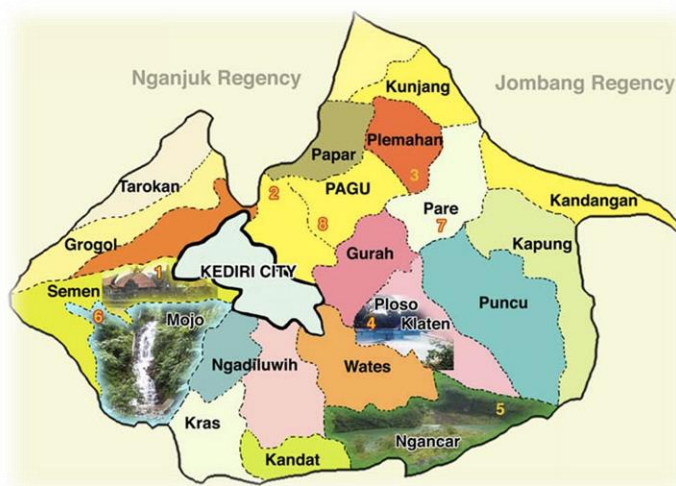 Nganjuk Regency
Jombang Regency
Kunjang
Plemahan
Papar
Tarokan
2
PAGU
3
Kandangan
Pare
8
7
Grogol
Gurah
Kapung
KEDIRI CITY
1
Semen
Ploso
Klaten
Puncu
6
Mojo
4
Ngadiluwih
Wates
5
Kras
Ngancar
Kandat